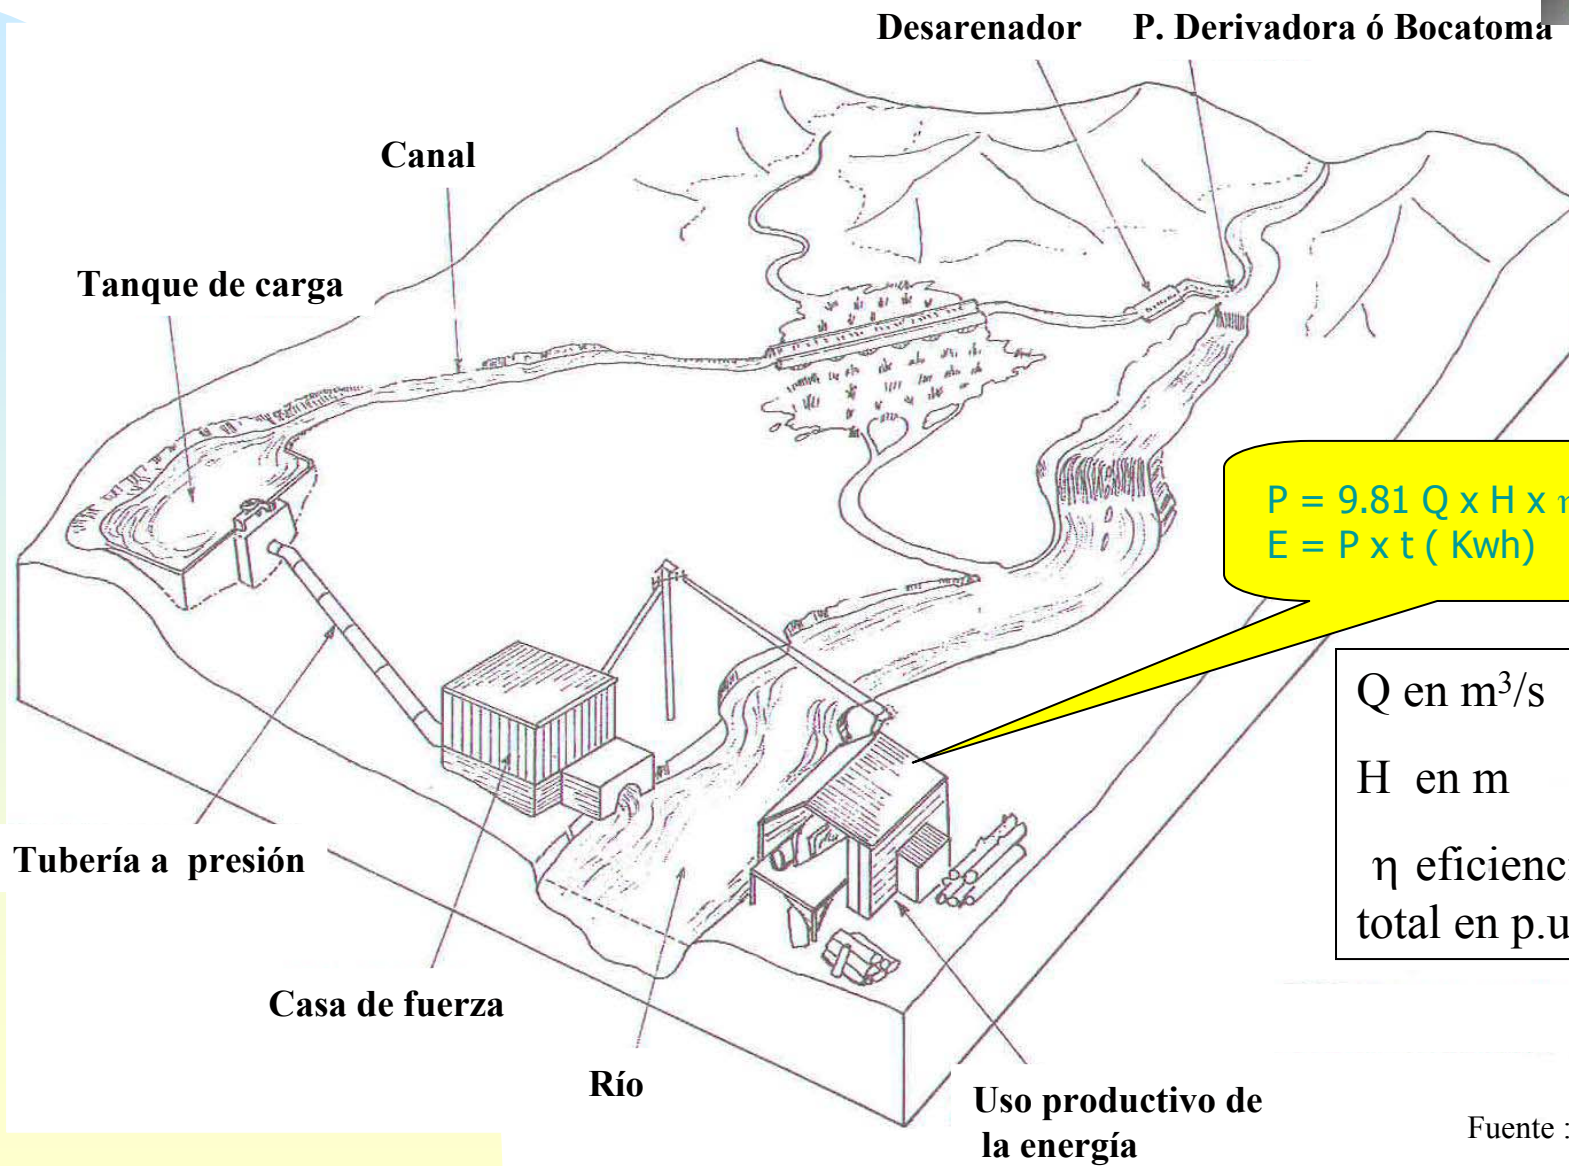 Desarenador P. Derivadora ó Bocatoma
Canal
Tanque de carga
P = 9.81 Q x H x η
E = P x t ( Kwh)
Q en m³/s
H en m
η
total en p.u
Tubería a presión
Casa de fuerza
Río
Uso productivo de
la energía
Fuente :